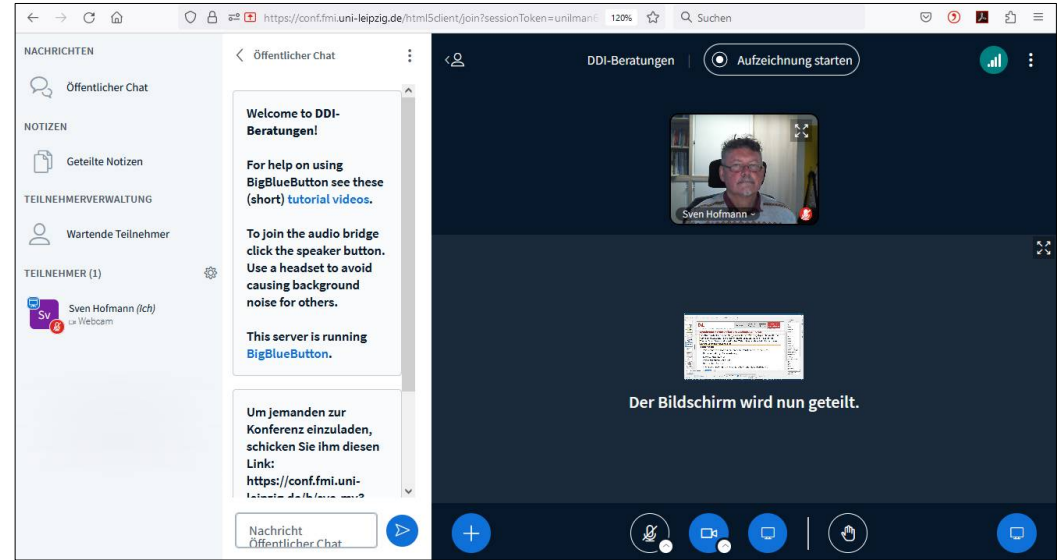 https://conf.fmi.uni-leipzig.de/html5client/join?sessionToken=unilman
120%
Suchen
NACHRICHTEN
Öffentlicher Chat
NOTIZEN
Geteilte Notizen
TEILNEHMERVERWALTUNG
Wartende Teilnehmer
TEILNEHMER (1)
Sv
Sven Hofmann (Ich)
Webcam
Öffentlicher Chat
Welcome to DDI-
Beratungen!
For help on using
BigBlueButton see these
(short) tutorial videos.
To join the audio bridge
click the speaker button.
Use a headset to avoid
causing background
noise for others.
This server is running
BigBlueButton.
Um jemanden zur
Konferenz einzuladen,
schicken Sie ihm diesen
Link:
https://conf.fmi.uni-
Nachricht
Öffentlicher Chat
DDI-Beratungen
Aufzeichnung starten
Sven Hofmann
Der Bildschirm wird nun geteilt.